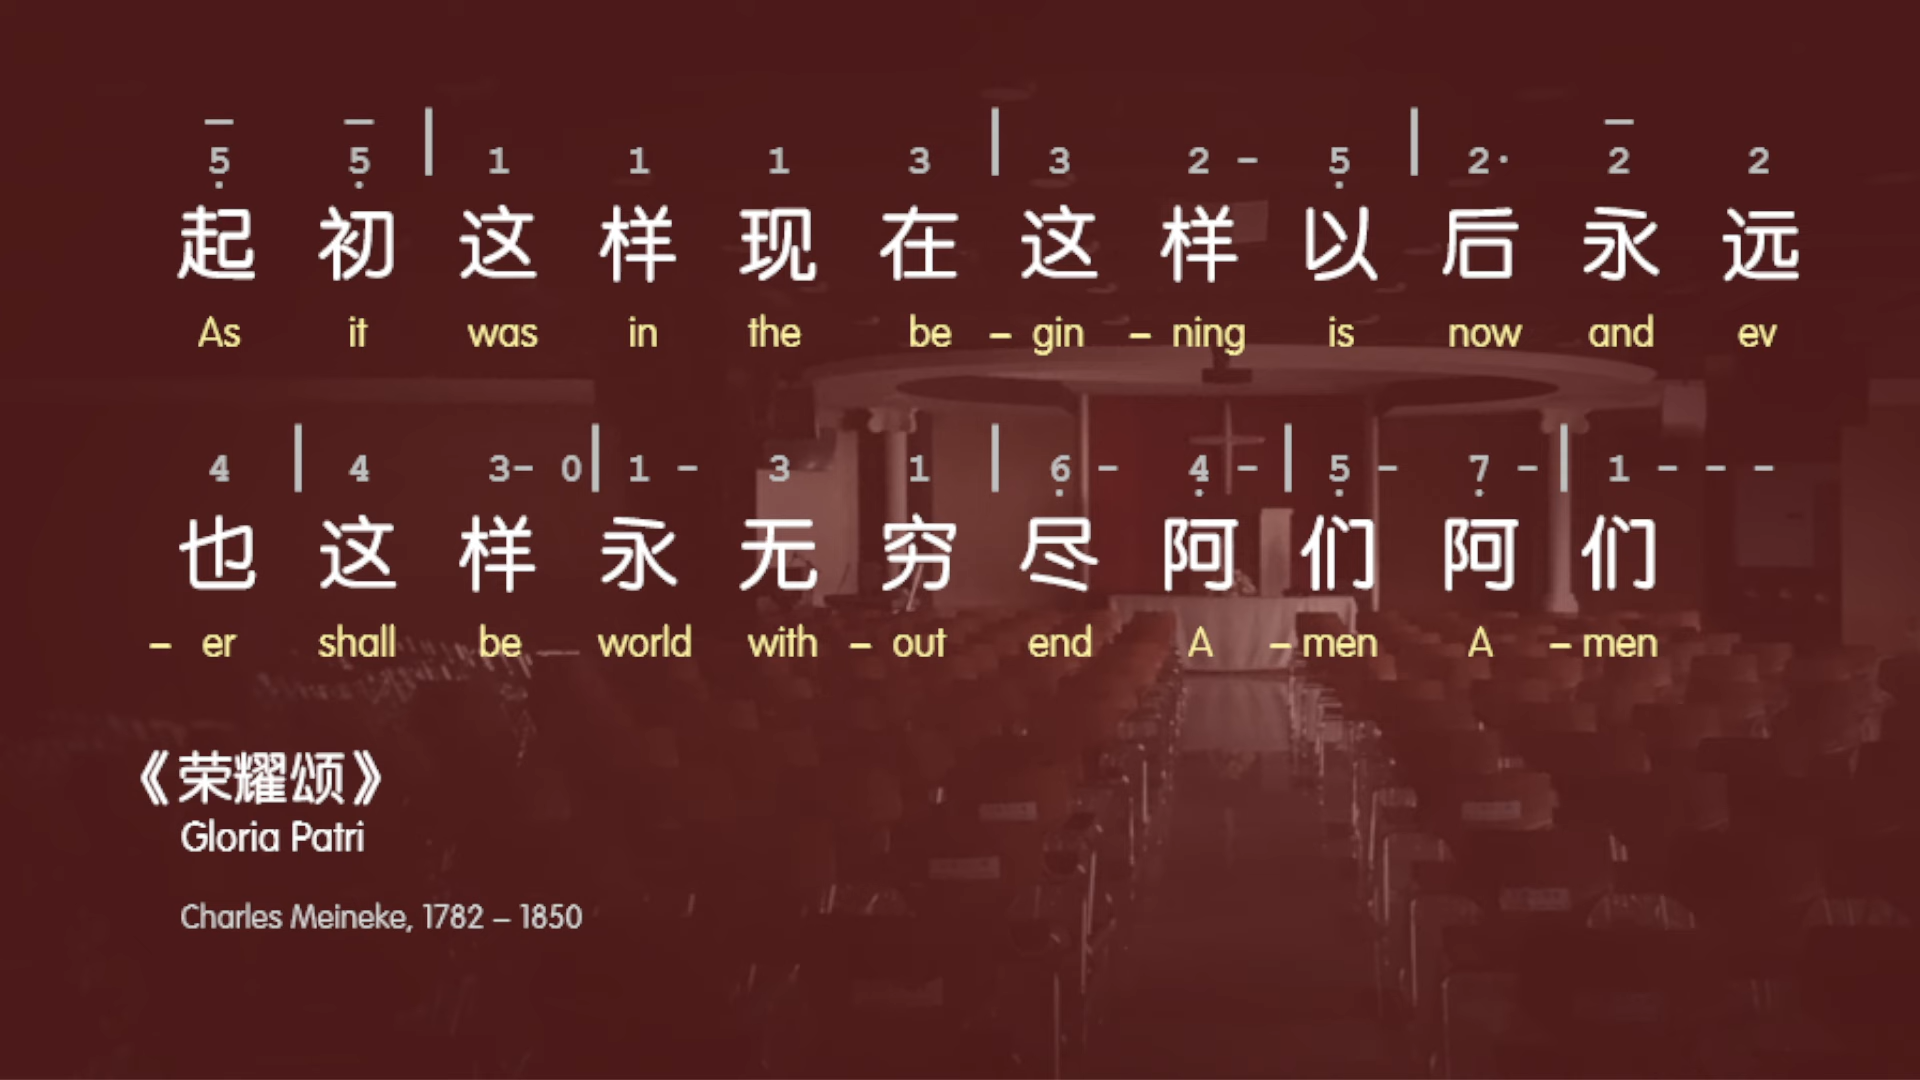 5 5 | 1 1 1 3 | 3 2 – 5 | 2· 2 2
起初这样现在这样以后永远
As it was in the be – gin – ning is now and ev
4 | 4 3– 0 | 1 – 3 1 | 6 – 4 – | 5 – 7 – | 1 – – –
也这样永无穷尽阿们阿们
– er shall be world with – out end A – men A – men
《荣耀颂》
Gloria Patri
Charles Meineke, 1782 – 1850